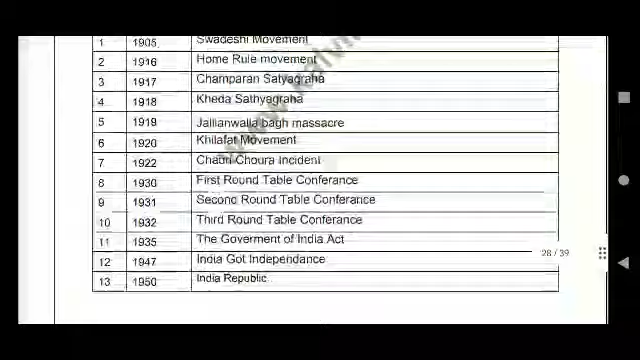 1 1905 Swadeshi Movement
2 1916 Home Rule movement
3 1917 Champaran Satyagraha
4 1918 Kheda Sathyagraha
5 1919 Jallianwalla bagh massacre
6 1920 Khilafat Movement
7 1922 Chauri Choura Incident
8 1930 First Round Table Conferance
9 1931 Second Round Table Conferance
10 1932 Third Round Table Conferance
11 1935 The Goverment of India Act
28 / 39
12 1947 India Got Independance
13 1950 India Republic